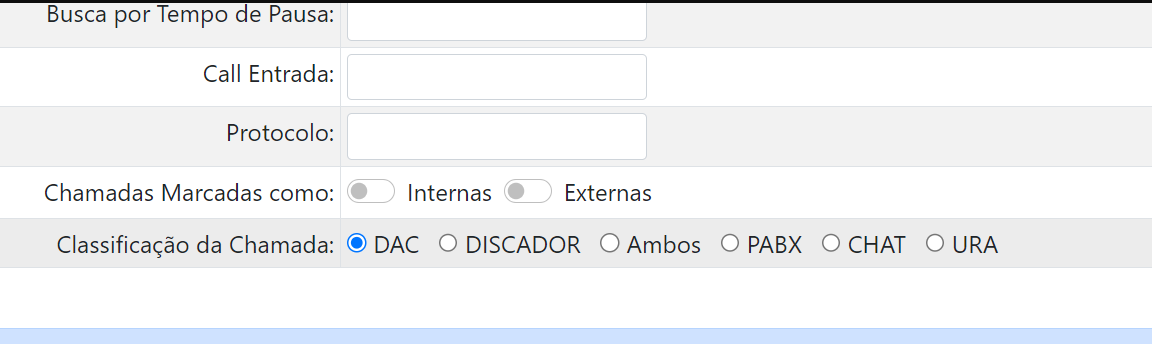 Busca por Tempo de Pausa:
Call Entrada:
Protocolo:
Chamadas Marcadas como: Internas Externas
Classificação da Chamada: DAC DISCADOR Ambos PABX CHAT URA